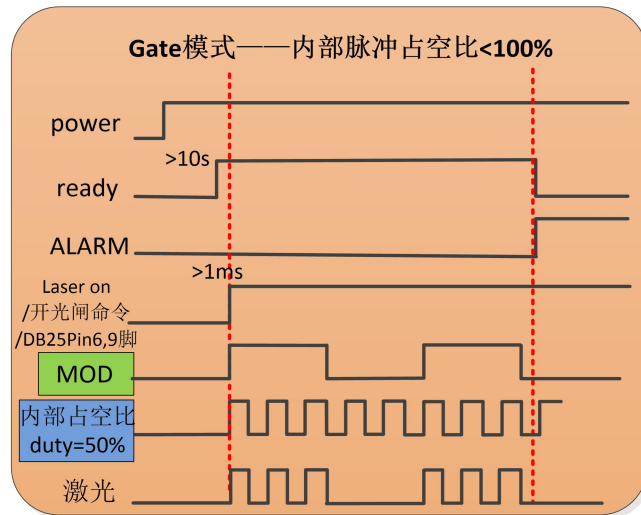 Gate模式——内部脉冲占空比<100%
power
>10s
ready
ALARM
>1ms
Laser on
/开光闸命令
/DB25Pin6,9脚
MOD
内部占空比
duty=50%
激光